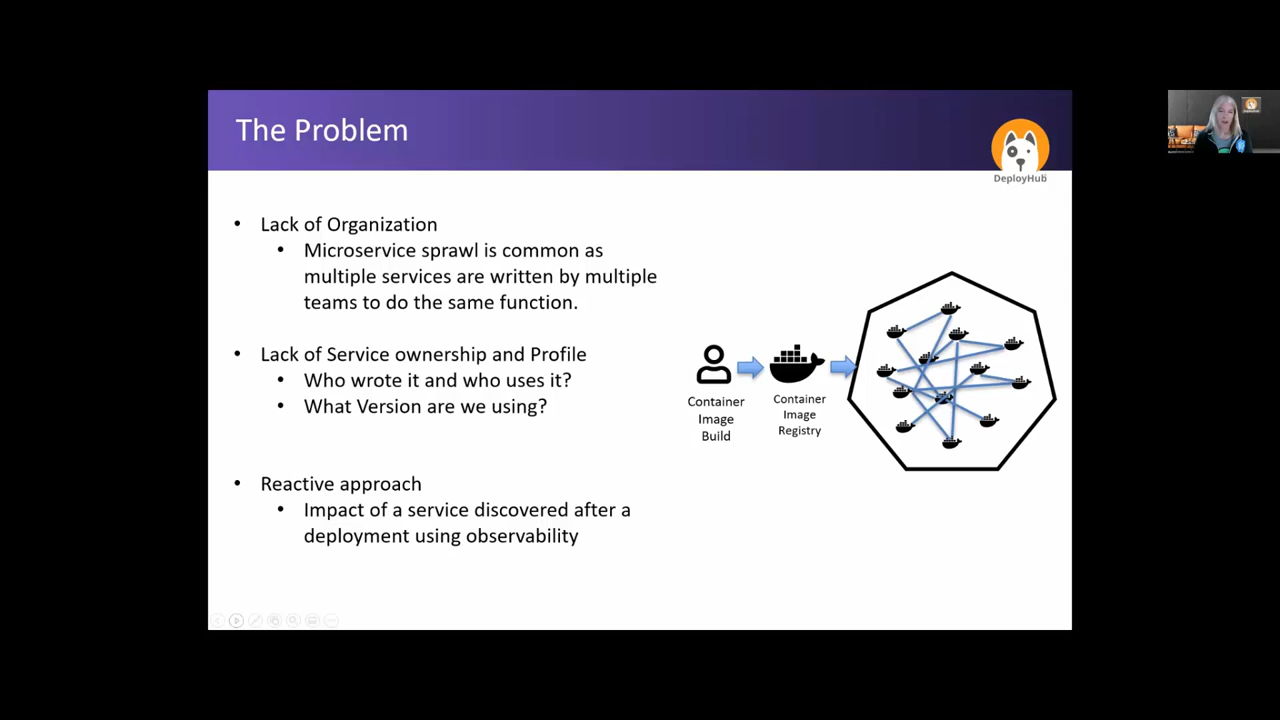 The Problem
DeployHub
• Lack of Organization
• Microservice sprawl is common as
multiple services are written by multiple
teams to do the same function.
• Lack of Service ownership and Profile
• Who wrote it and who uses it?
• What Version are we using?
• Reactive approach
• Impact of a service discovered after a
deployment using observability
Container
Image
Build
Container
Image
Registry